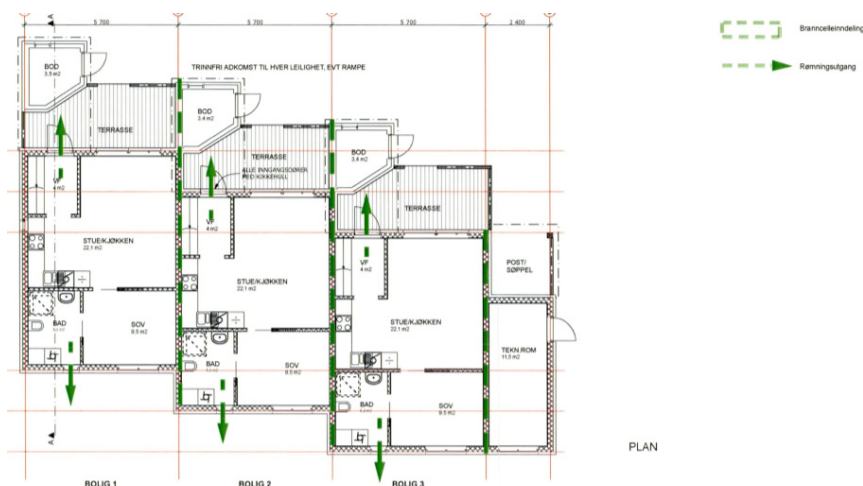 5 700
5 700
5 700
2 400
A
TRINNFRI ADKOMST TIL HVER LEILIGHET, EVT RAMPE
Branncelleinndeling
Rømningsutgang
BOD
3.5 m2
TERRASSE
VF
4 m2
STUE/KJØKKEN
22.1 m2
BAD
SOV
8.5 m2
BOD
3.4 m2
TERRASSE
ALLE INNGANGSDØRER
MED KIKKEHULL
VF
4 m2
STUE/KJØKKEN
22.1 m2
BAD
SOV
8.5 m2
BOD
3.4 m2
TERRASSE
VF
4 m2
STUE/KJØKKEN
22.1 m2
BAD
SOV
9.5 m2
POST/
SØPPEL
TEKN.ROM
11,5 m2
A
PLAN
BOLIG 1
BOLIG 2
BOLIG 3